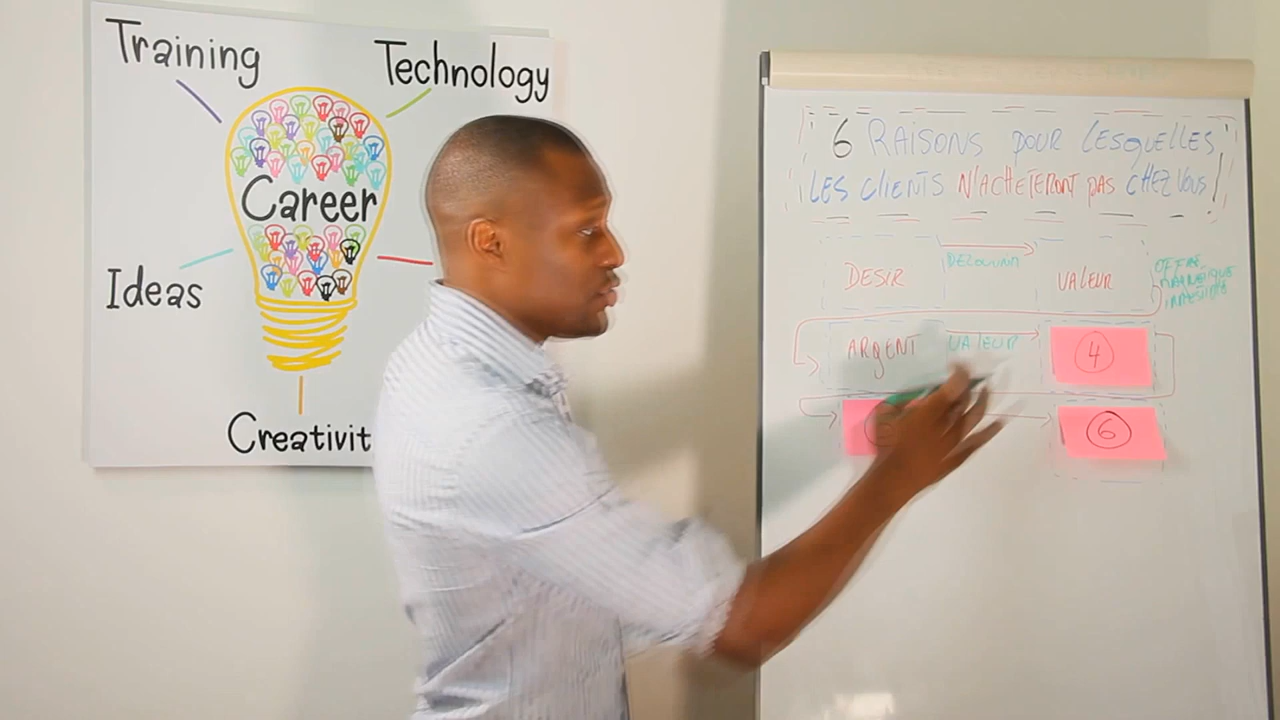 Training
Technology
Career
Ideas
Creativit
6 RAISONS POUR LESQUELLES
LES CLIENTS N'ACHETERONT PAS CHEZ VOUS !
DESIR
VALEUR
OFFRE
ARGENT
VALEUR
4
6